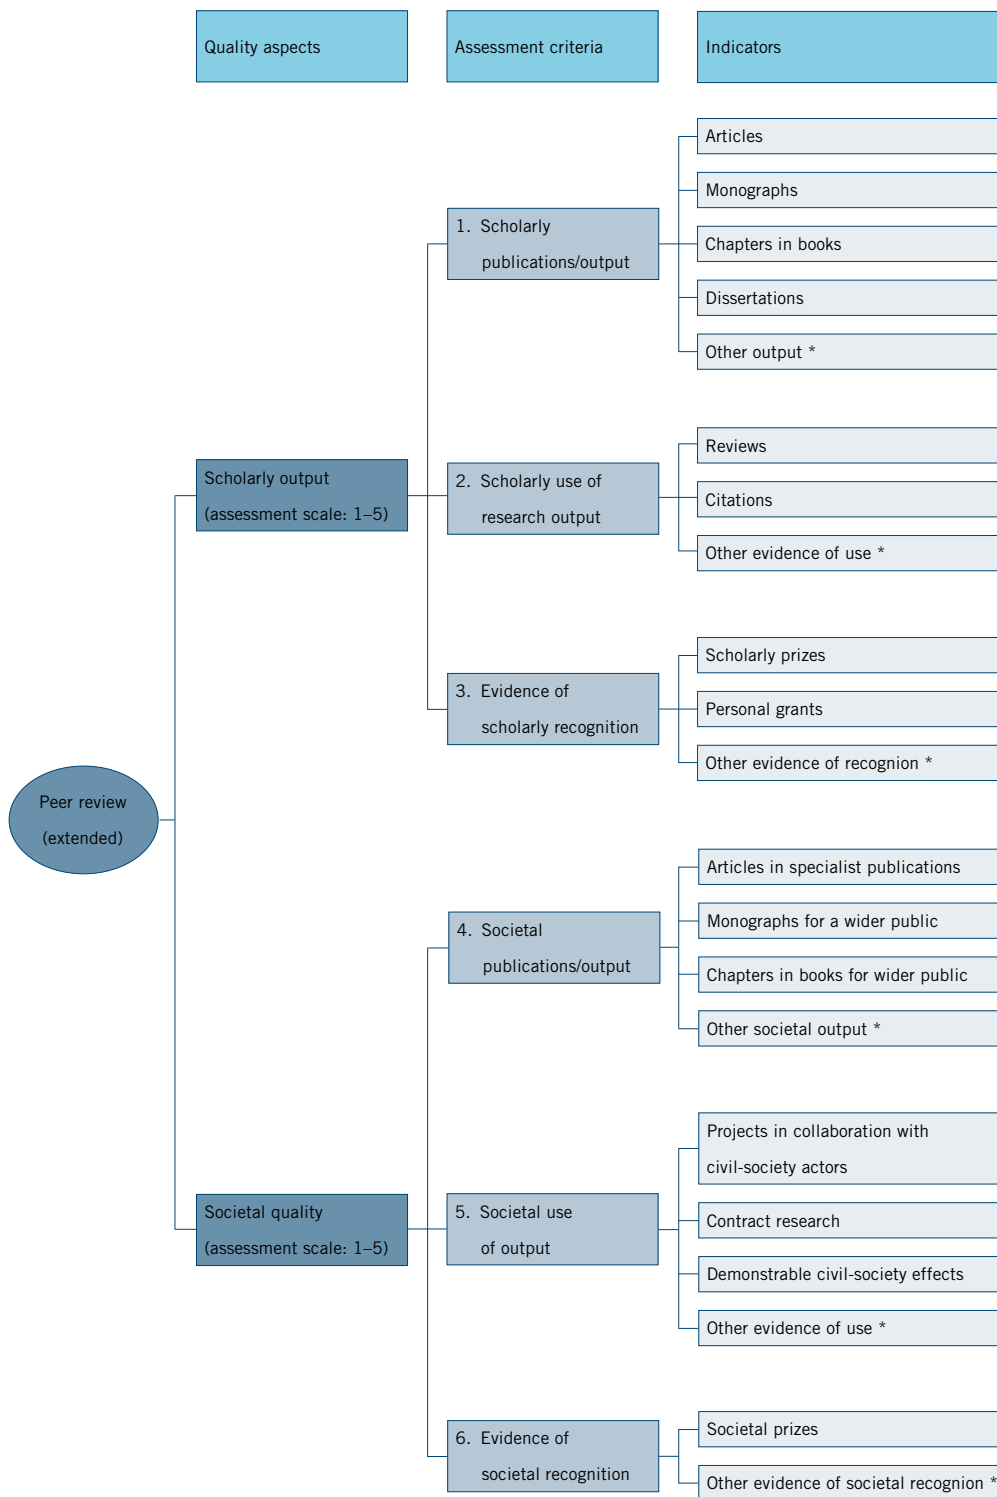 Quality aspects
Assessment criteria
Indicators
Peer review
(extended)
Scholarly output
(assessment scale: 1–5)
1. Scholarly
publications/output
Articles
Monographs
Chapters in books
Dissertations
Other output *
2. Scholarly use of
research output
Reviews
Citations
Other evidence of use *
3. Evidence of
scholarly recognition
Scholarly prizes
Personal grants
Other evidence of recognion *
Societal quality
(assessment scale: 1–5)
4. Societal
publications/output
Articles in specialist publications
Monographs for a wider public
Chapters in books for wider public
Other societal output *
5. Societal use
of output
Projects in collaboration with
civil-society actors
Contract research
Demonstrable civil-society effects
Other evidence of use *
6. Evidence of
societal recognition
Societal prizes
Other evidence of societal recognion *